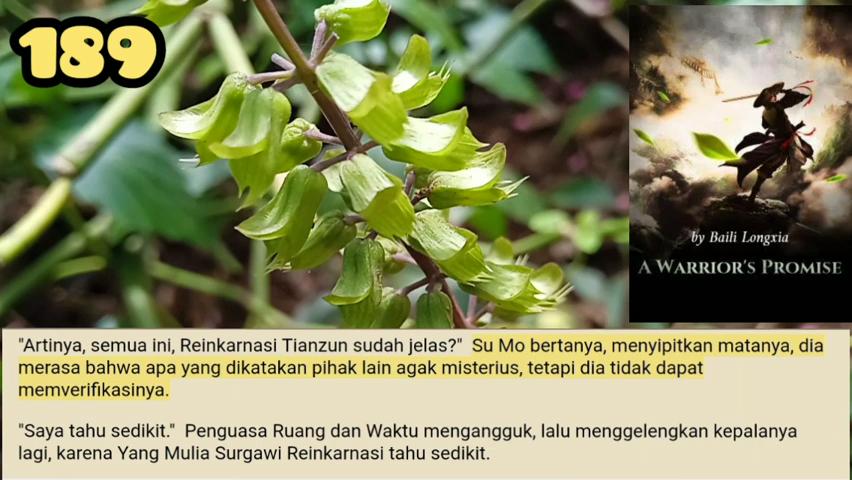 189
by Baili Longxia
A Warrior's Promise
"Artinya, semua ini, Reinkarnasi Tianzun sudah jelas?" Su Mo bertanya, menyipitkan matanya, dia
merasa bahwa apa yang dikatakan pihak lain agak misterius, tetapi dia tidak dapat
memverifikasinya.
"Saya tahu sedikit." Penguasa Ruang dan Waktu mengangguk, lalu menggelengkan kepalanya
lagi, karena Yang Mulia Surgawi Reinkarnasi tahu sedikit.